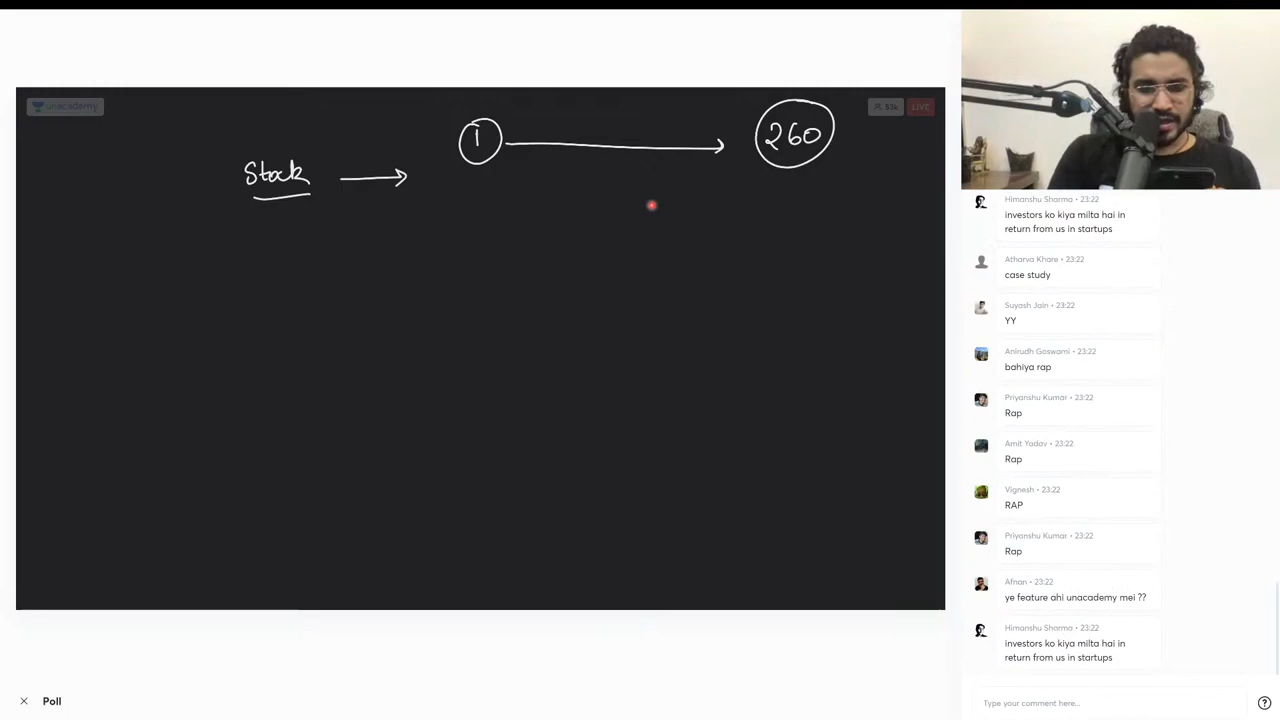 unacademy
53k
LIVE
1
260
Stock
Himanshu Sharma • 23:22
investors ko kiya milta hai in
return from us in startups
Atharva Khare • 23:22
case study
Suyash Jain • 23:22
YY
Anirudh Goswami • 23:22
bahiya rap
Priyanshu Kumar • 23:22
Rap
Amit Yadav • 23:22
Rap
Vignesh • 23:22
RAP
Priyanshu Kumar • 23:22
Rap
Afnan • 23:22
ye feature ahi unacademy mei ??
Himanshu Sharma • 23:22
investors ko kiya milta hai in
return from us in startups
Poll
Type your comment here...
?